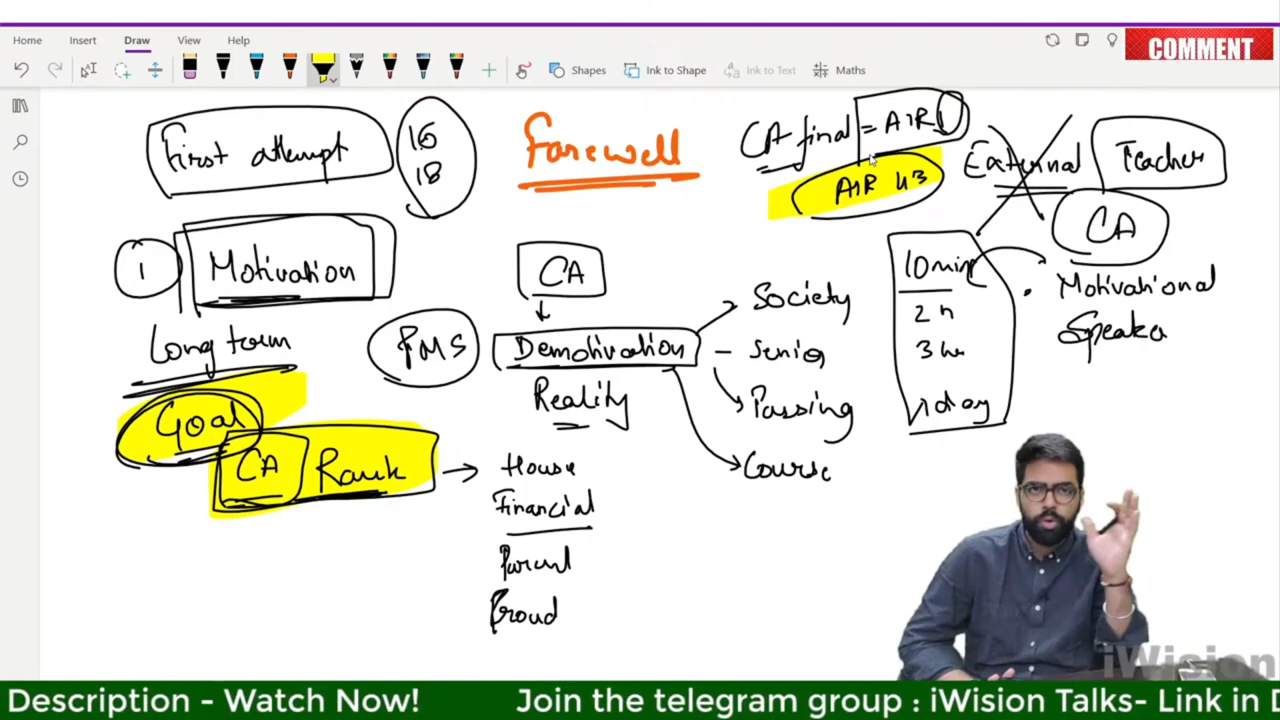 Home Insert Draw View Help
COMMENT
Shapes Ink to Shape Ink to Text Maths
First attempt
16
18
Farewell
CA final = AIR 1
AIR 43
External
Teacher
CA
Motivational
Speaker
1
Motivation
Long term
Goal
CA Rank
CA
Demotivation
Reality
Society
Senior
Passing
Course
10 min
2 h
3 hr
1 day
House
Financial
Parent
Proud
iWision
Description - Watch Now! Join the telegram group : iWision Talks- Link in D